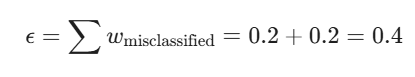 ϵ = ∑ w_misclassified = 0.2 + 0.2 = 0.4